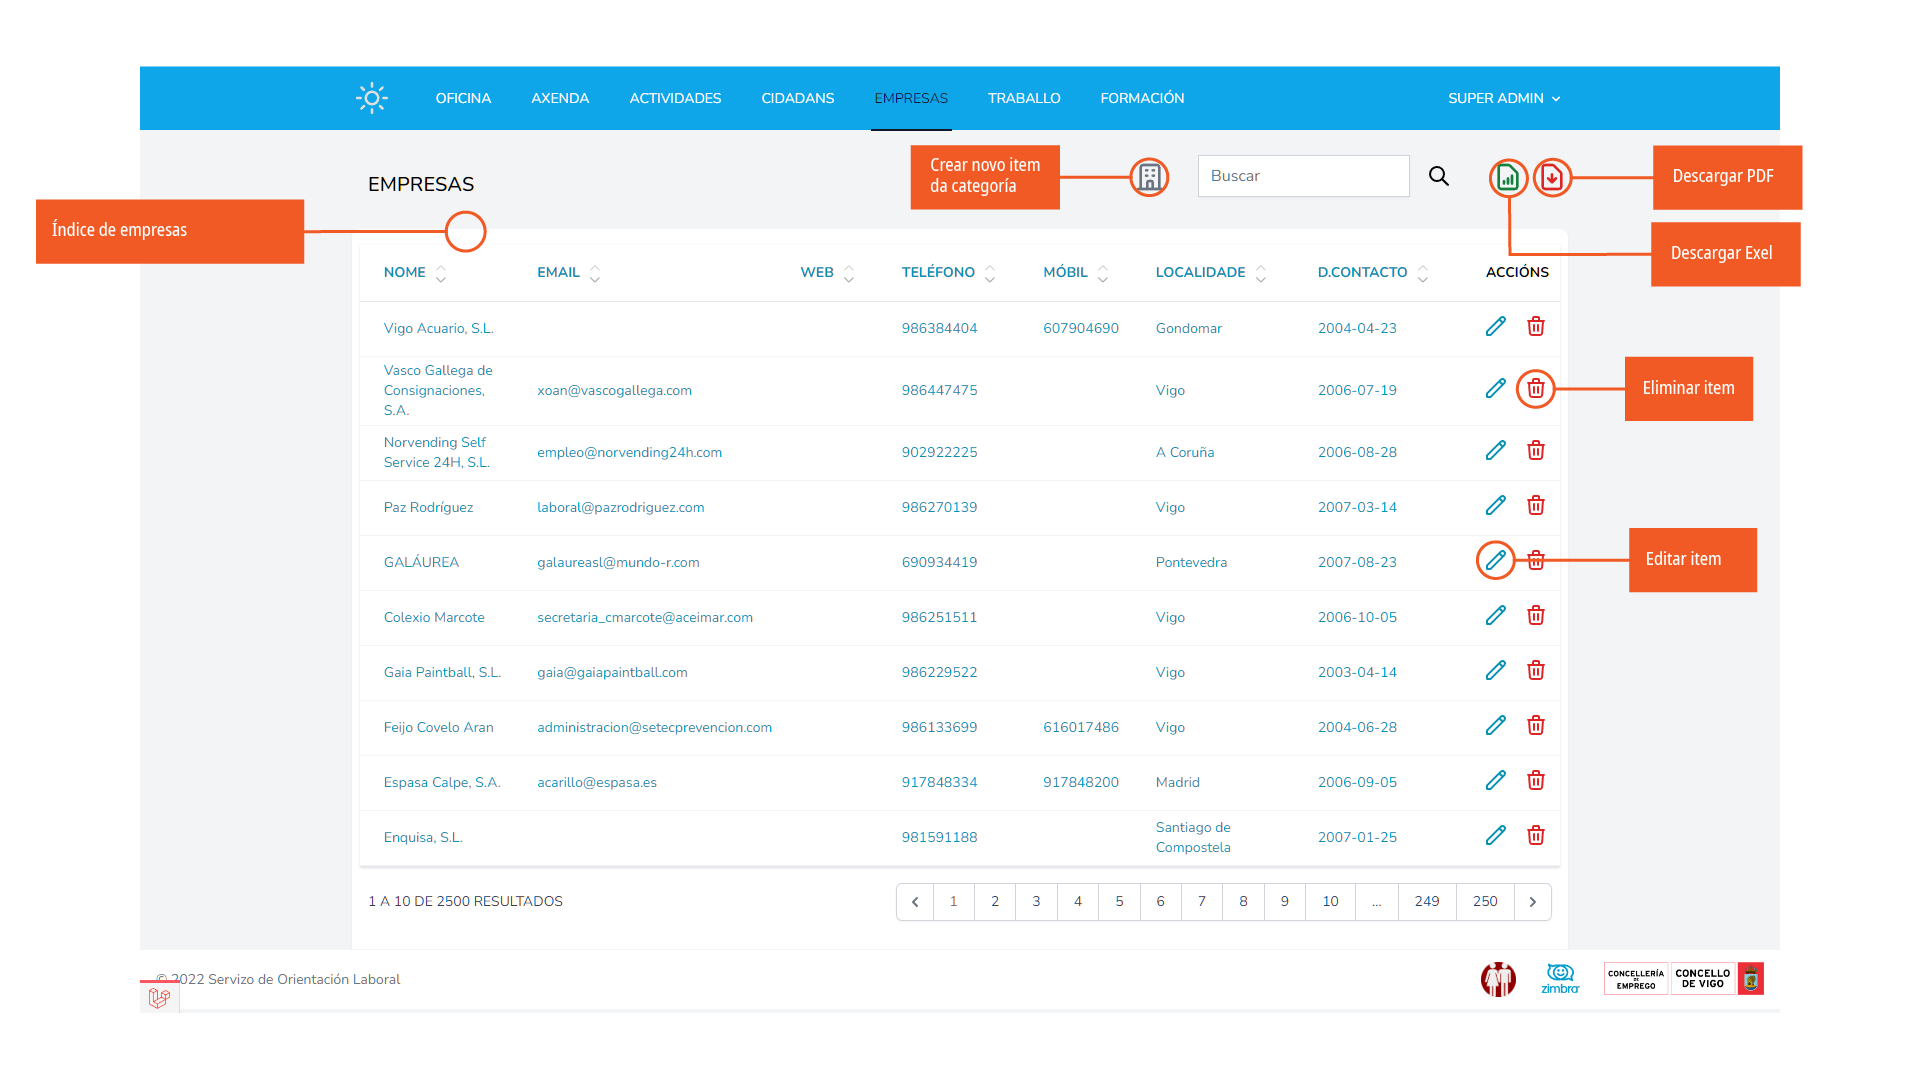 OFICINA AXENDA ACTIVIDADES CIDADANS EMPRESAS TRABALLO FORMACIÓN SUPER ADMIN
Crear novo item
da categoría
Buscar
Descargar PDF
EMPRESAS
Índice de empresas
Descargar Exel
NOME EMAIL WEB TELÉFONO MÓBIL LOCALIDADE D.CONTACTO ACCIÓNS
Vigo Acuario, S.L. 986384404 607904690 Gondomar 2004-04-23
Vasco Gallega de
Consignaciones, xoan@vascogallega.com 986447475 Vigo 2006-07-19
S.A.
Eliminar item
Norvending Self
Service 24H, S.L. empleo@norvending24h.com 902922225 A Coruña 2006-08-28
Paz Rodríguez laboral@pazrodriguez.com 986270139 Vigo 2007-03-14
GALÁUREA galaureasl@mundo-r.com 690934419 Pontevedra 2007-08-23
Editar item
Colexio Marcote secretaria_cmarcote@aceimar.com 986251511 Vigo 2006-10-05
Gaia Paintball, S.L. gaia@gaiapaintball.com 986229522 Vigo 2003-04-14
Feijo Covelo Aran administracion@setecprevencion.com 986133699 616017486 Vigo 2004-06-28
Espasa Calpe, S.A. acarillo@espasa.es 917848334 917848200 Madrid 2006-09-05
Enquisa, S.L. 981591188 Santiago de 2007-01-25
Compostela
1 A 10 DE 2500 RESULTADOS 1 2 3 4 5 6 7 8 9 10 ... 249 250
© 2022 Servizo de Orientación Laboral
zimbra
CONCELLERÍA
DE
EMPREGO
CONCELLO
DE VIGO